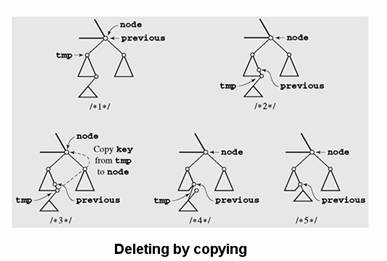 node
previous
tmp
/*1*/
node
tmp
previous
/*2*/
node
Copy key
from tmp
to node
tmp
previous
/*3*/
node
tmp
previous
/*4*/
node
previous
/*5*/
Deleting by copying